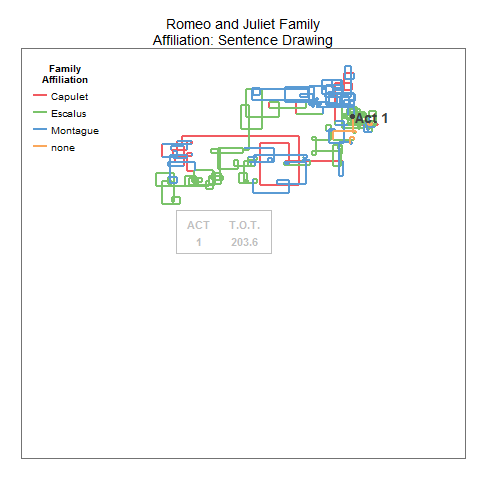 Romeo and Juliet Family
Affiliation: Sentence Drawing
Family
Affiliation
Capulet
Escalus
Montague
none
Act 1
ACT T.O.T.
1 203.6